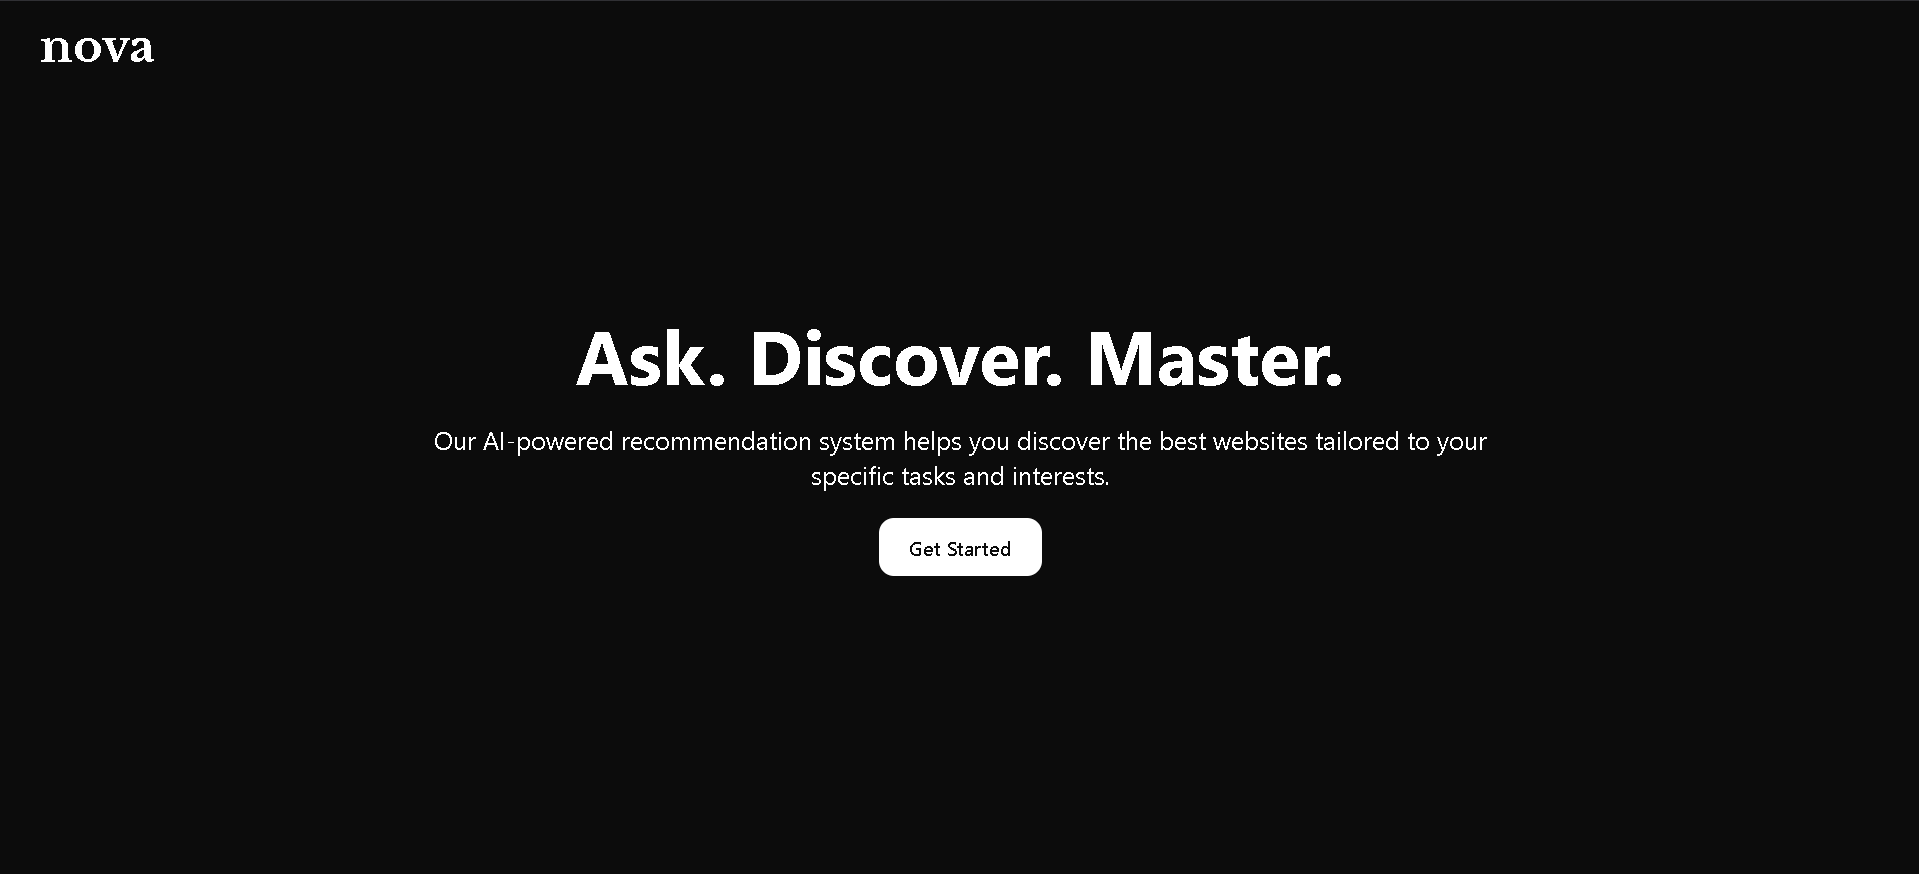 nova
Ask. Discover. Master.
Our AI-powered recommendation system helps you discover the best websites tailored to your
specific tasks and interests.
Get Started